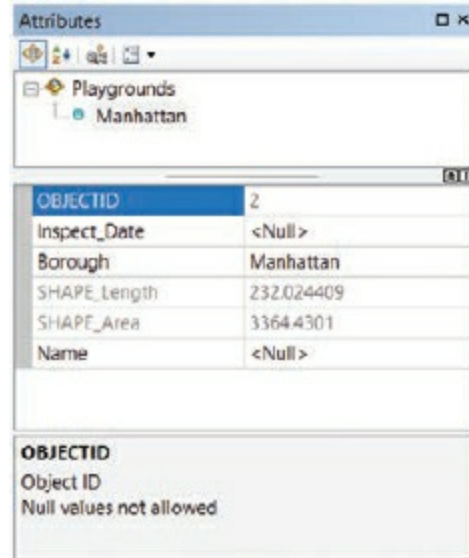 Attributes
Playgrounds
Manhattan
OBJECTID 2
Inspect_Date <Null>
Borough Manhattan
SHAPE_Length 232.024409
SHAPE_Area 3364.4301
Name <Null>
OBJECTID
Object ID
Null values not allowed